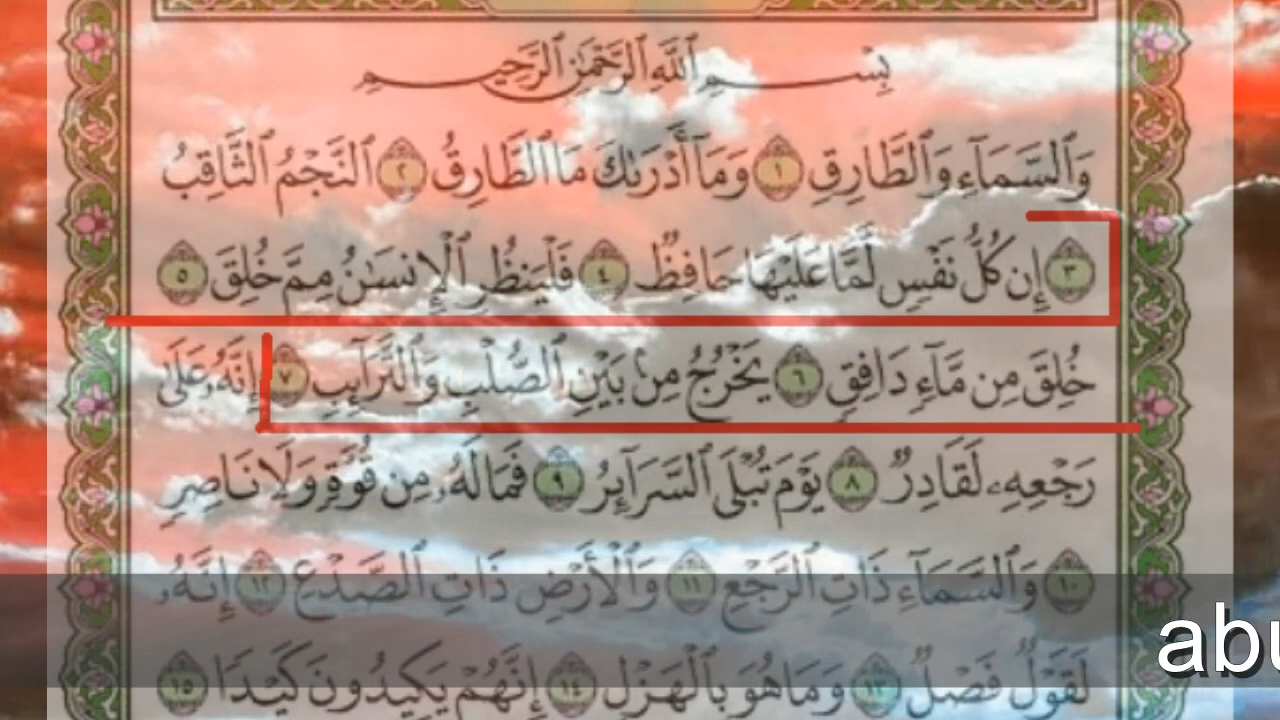 بِسْمِ ٱللَّهِ ٱلرَّحْمَٰنِ ٱلرَّحِيمِ
وَٱلسَّمَآءِ وَٱلطَّارِقِ ١ وَمَآ أَدْرَىٰكَ مَا ٱلطَّارِقُ ٢ ٱلنَّجْمُ ٱلثَّاقِبُ
٣ إِن كُلُّ نَفْسٍ لَّمَّا عَلَيْهَا حَافِظٌ ٤ فَلْيَنظُرِ ٱلْإِنسَٰنُ مِمَّ خُلِقَ ٥
خُلِقَ مِن مَّآءٍ دَافِقٍ ٦ يَخْرُجُ مِنۢ بَيْنِ ٱلصُّلْبِ وَٱلتَّرَآئِبِ ٧ إِنَّهُۥ عَلَىٰ
رَجْعِهِۦ لَقَادِرٌ ٨ يَوْمَ تُبْلَى ٱلسَّرَآئِرُ ٩ فَمَا لَهُۥ مِن قُوَّةٍ وَلَا نَاصِرٍ
١٠ وَٱلسَّمَآءِ ذَاتِ ٱلرَّجْعِ ١١ وَٱلْأَرْضِ ذَاتِ ٱلصَّدْعِ ١٢ إِنَّهُۥ
لَقَوْلٌ فَصْلٌ ١٣ وَمَا هُوَ بِٱلْهَزْلِ ١٤ إِنَّهُمْ يَكِيدُونَ كَيْدًا ١٥
abu